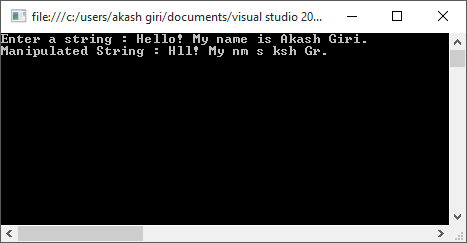 file:///c:/users/akash giri/documents/visual studio 20...
Enter a string : Hello! My name is Akash Giri.
Manipulated String : Hll! My nm s ksh Gr.